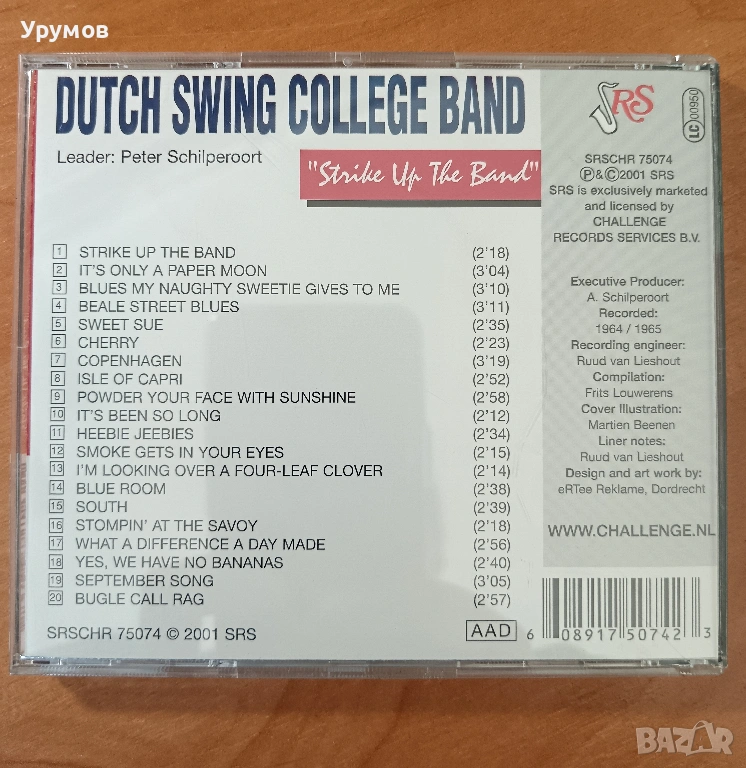 Урумов
DUTCH SWING COLLEGE BAND
Leader: Peter Schilperoort
"Strike Up The Band"
1 STRIKE UP THE BAND (2'18)
2 IT'S ONLY A PAPER MOON (3'04)
3 BLUES MY NAUGHTY SWEETIE GIVES TO ME (3'10)
4 BEALE STREET BLUES (3'11)
5 SWEET SUE (2'35)
6 CHERRY (2'23)
7 COPENHAGEN (3'19)
8 ISLE OF CAPRI (2'52)
9 POWDER YOUR FACE WITH SUNSHINE (2'58)
10 IT'S BEEN SO LONG (2'12)
11 HEEBIE JEEBIES (2'34)
12 SMOKE GETS IN YOUR EYES (2'15)
13 I'M LOOKING OVER A FOUR-LEAF CLOVER (2'14)
14 BLUE ROOM (2'38)
15 SOUTH (2'39)
16 STOMPIN' AT THE SAVOY (2'18)
17 WHAT A DIFFERENCE A DAY MADE (2'56)
18 YES, WE HAVE NO BANANAS (2'40)
19 SEPTEMBER SONG (3'05)
20 BUGLE CALL RAG (2'57)
SRSCHR 75074 © 2001 SRS
AAD
SRS
LC 00950
SRSCHR 75074
℗&©2001 SRS
SRS is exclusively marketed
and licensed by
CHALLENGE
RECORDS SERVICES B.V.
Executive Producer:
A. Schilperoort
Recorded:
1964 / 1965
Recording engineer:
Ruud van Lieshout
Compilation:
Frits Louwerens
Cover Illustration:
Martien Beenen
Liner notes:
Ruud van Lieshout
Design and art work by:
eRTee Reklame, Dordrecht
WWW.CHALLENGE.NL
6 08917 50742 3
BAZAR